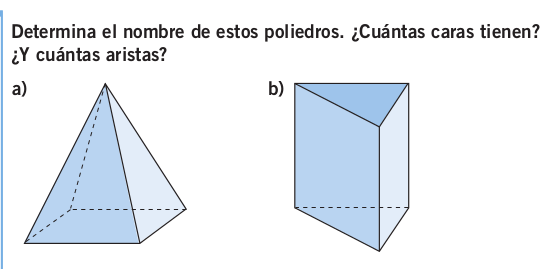 Determina el nombre de estos poliedros. ¿Cuántas caras tienen?
¿Y cuántas aristas?
a)
b)